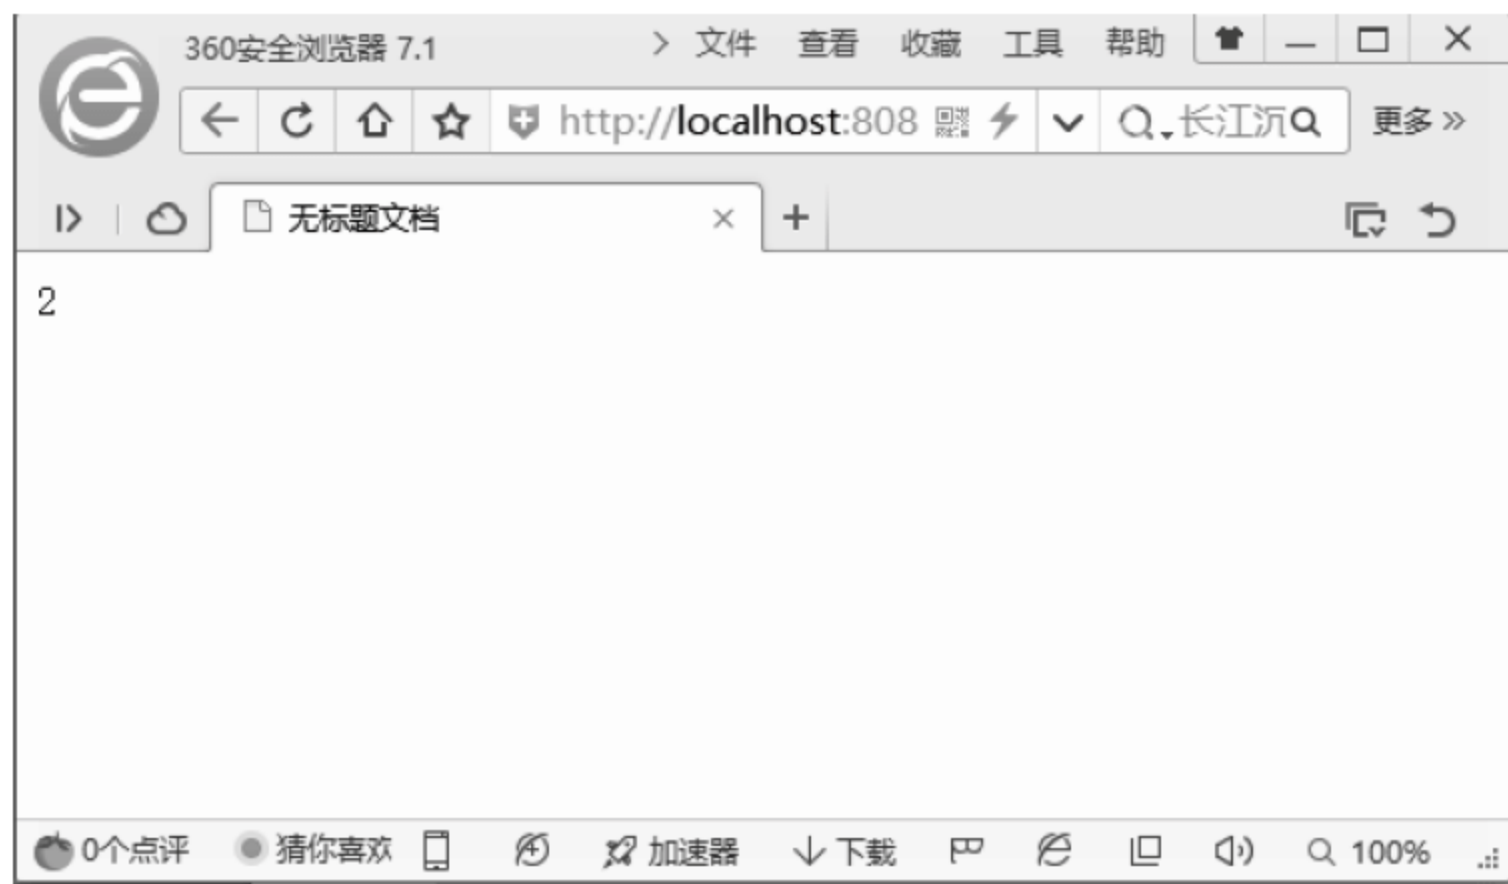 360安全浏览器 7.1 > 文件 查看 收藏 工具 帮助
http://localhost:808 长江沉 更多 »
无标题文档
2
0个点评 猜你喜欢 加速器 下载 100%